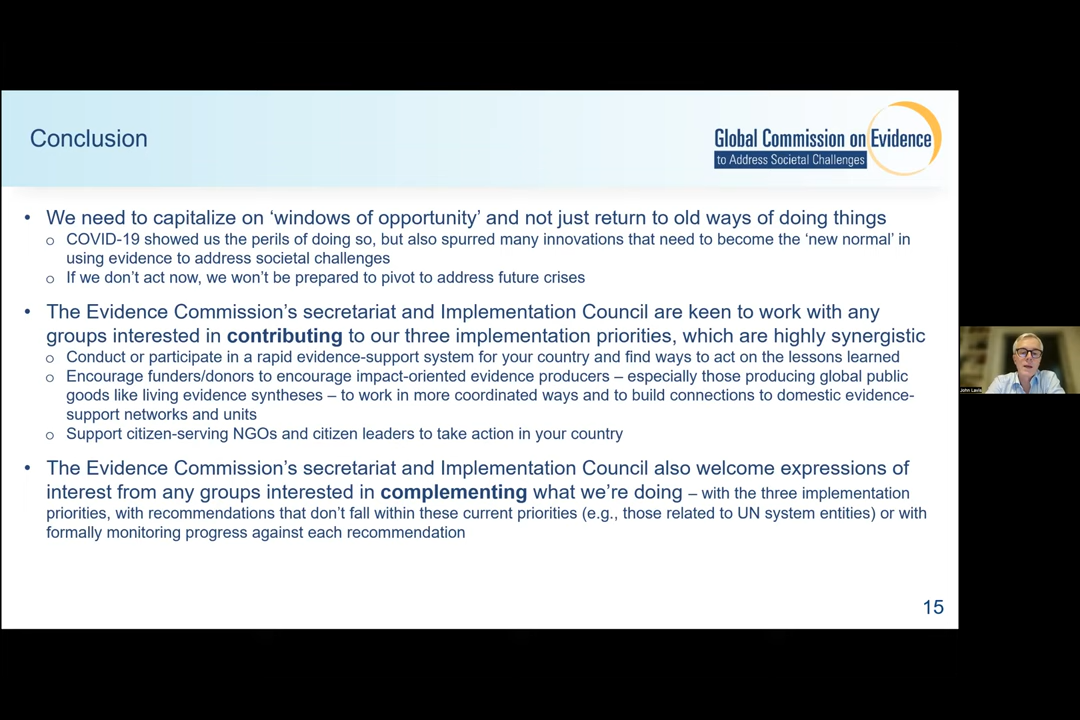 Conclusion
Global Commission on Evidence
to Address Societal Challenges
• We need to capitalize on ‘windows of opportunity’ and not just return to old ways of doing things
o COVID-19 showed us the perils of doing so, but also spurred many innovations that need to become the ‘new normal’ in
using evidence to address societal challenges
o If we don’t act now, we won’t be prepared to pivot to address future crises
• The Evidence Commission’s secretariat and Implementation Council are keen to work with any
groups interested in contributing to our three implementation priorities, which are highly synergistic
o Conduct or participate in a rapid evidence-support system for your country and find ways to act on the lessons learned
o Encourage funders/donors to encourage impact-oriented evidence producers – especially those producing global public
goods like living evidence syntheses – to work in more coordinated ways and to build connections to domestic evidence-
support networks and units
o Support citizen-serving NGOs and citizen leaders to take action in your country
• The Evidence Commission’s secretariat and Implementation Council also welcome expressions of
interest from any groups interested in complementing what we’re doing – with the three implementation
priorities, with recommendations that don’t fall within these current priorities (e.g., those related to UN system entities) or with
formally monitoring progress against each recommendation
15
John Lavis